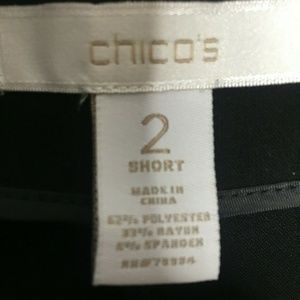 chico's
2
SHORT
MADE IN
CHINA
62% POLYESTER
33% RAYON
5% SPANDEX